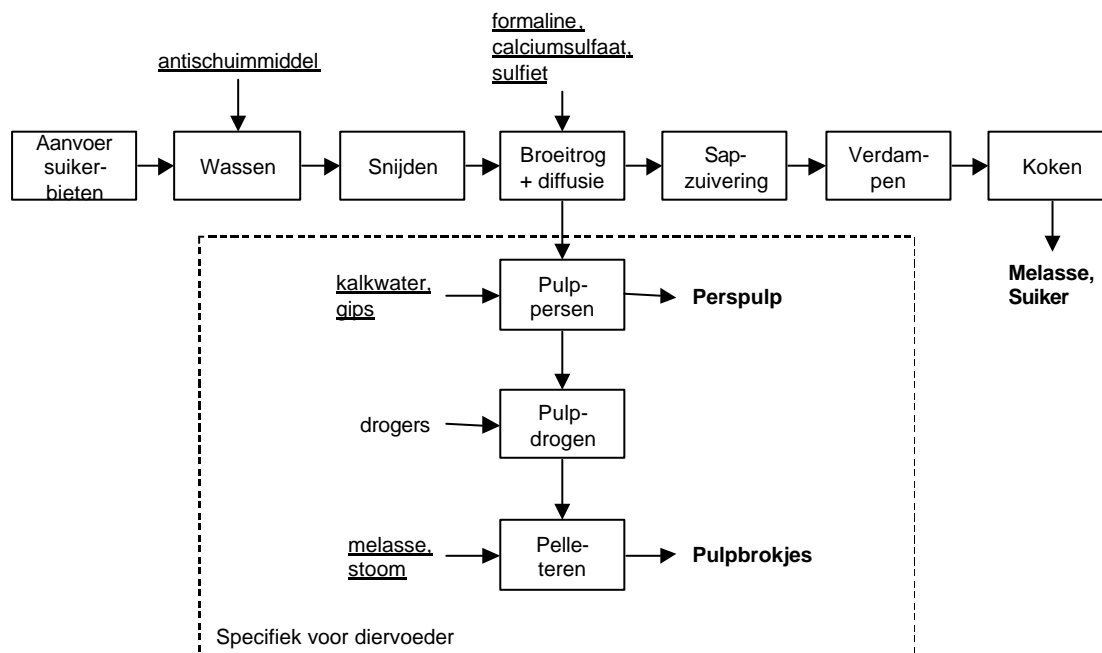 formaline,
calciumsulfaat,
sulfiet
antischuimmiddel
Aanvoer
suiker-
bieten
Wassen
Snijden
Broeitrog
+ diffusie
Sap-
zuivering
Verdam-
pen
Koken
Melasse,
Suiker
kalkwater,
gips
Pulp-
persen
Perspulp
drogers
Pulp-
drogen
melasse,
stoom
Pelle-
teren
Pulpbrokjes
Specifiek voor diervoeder